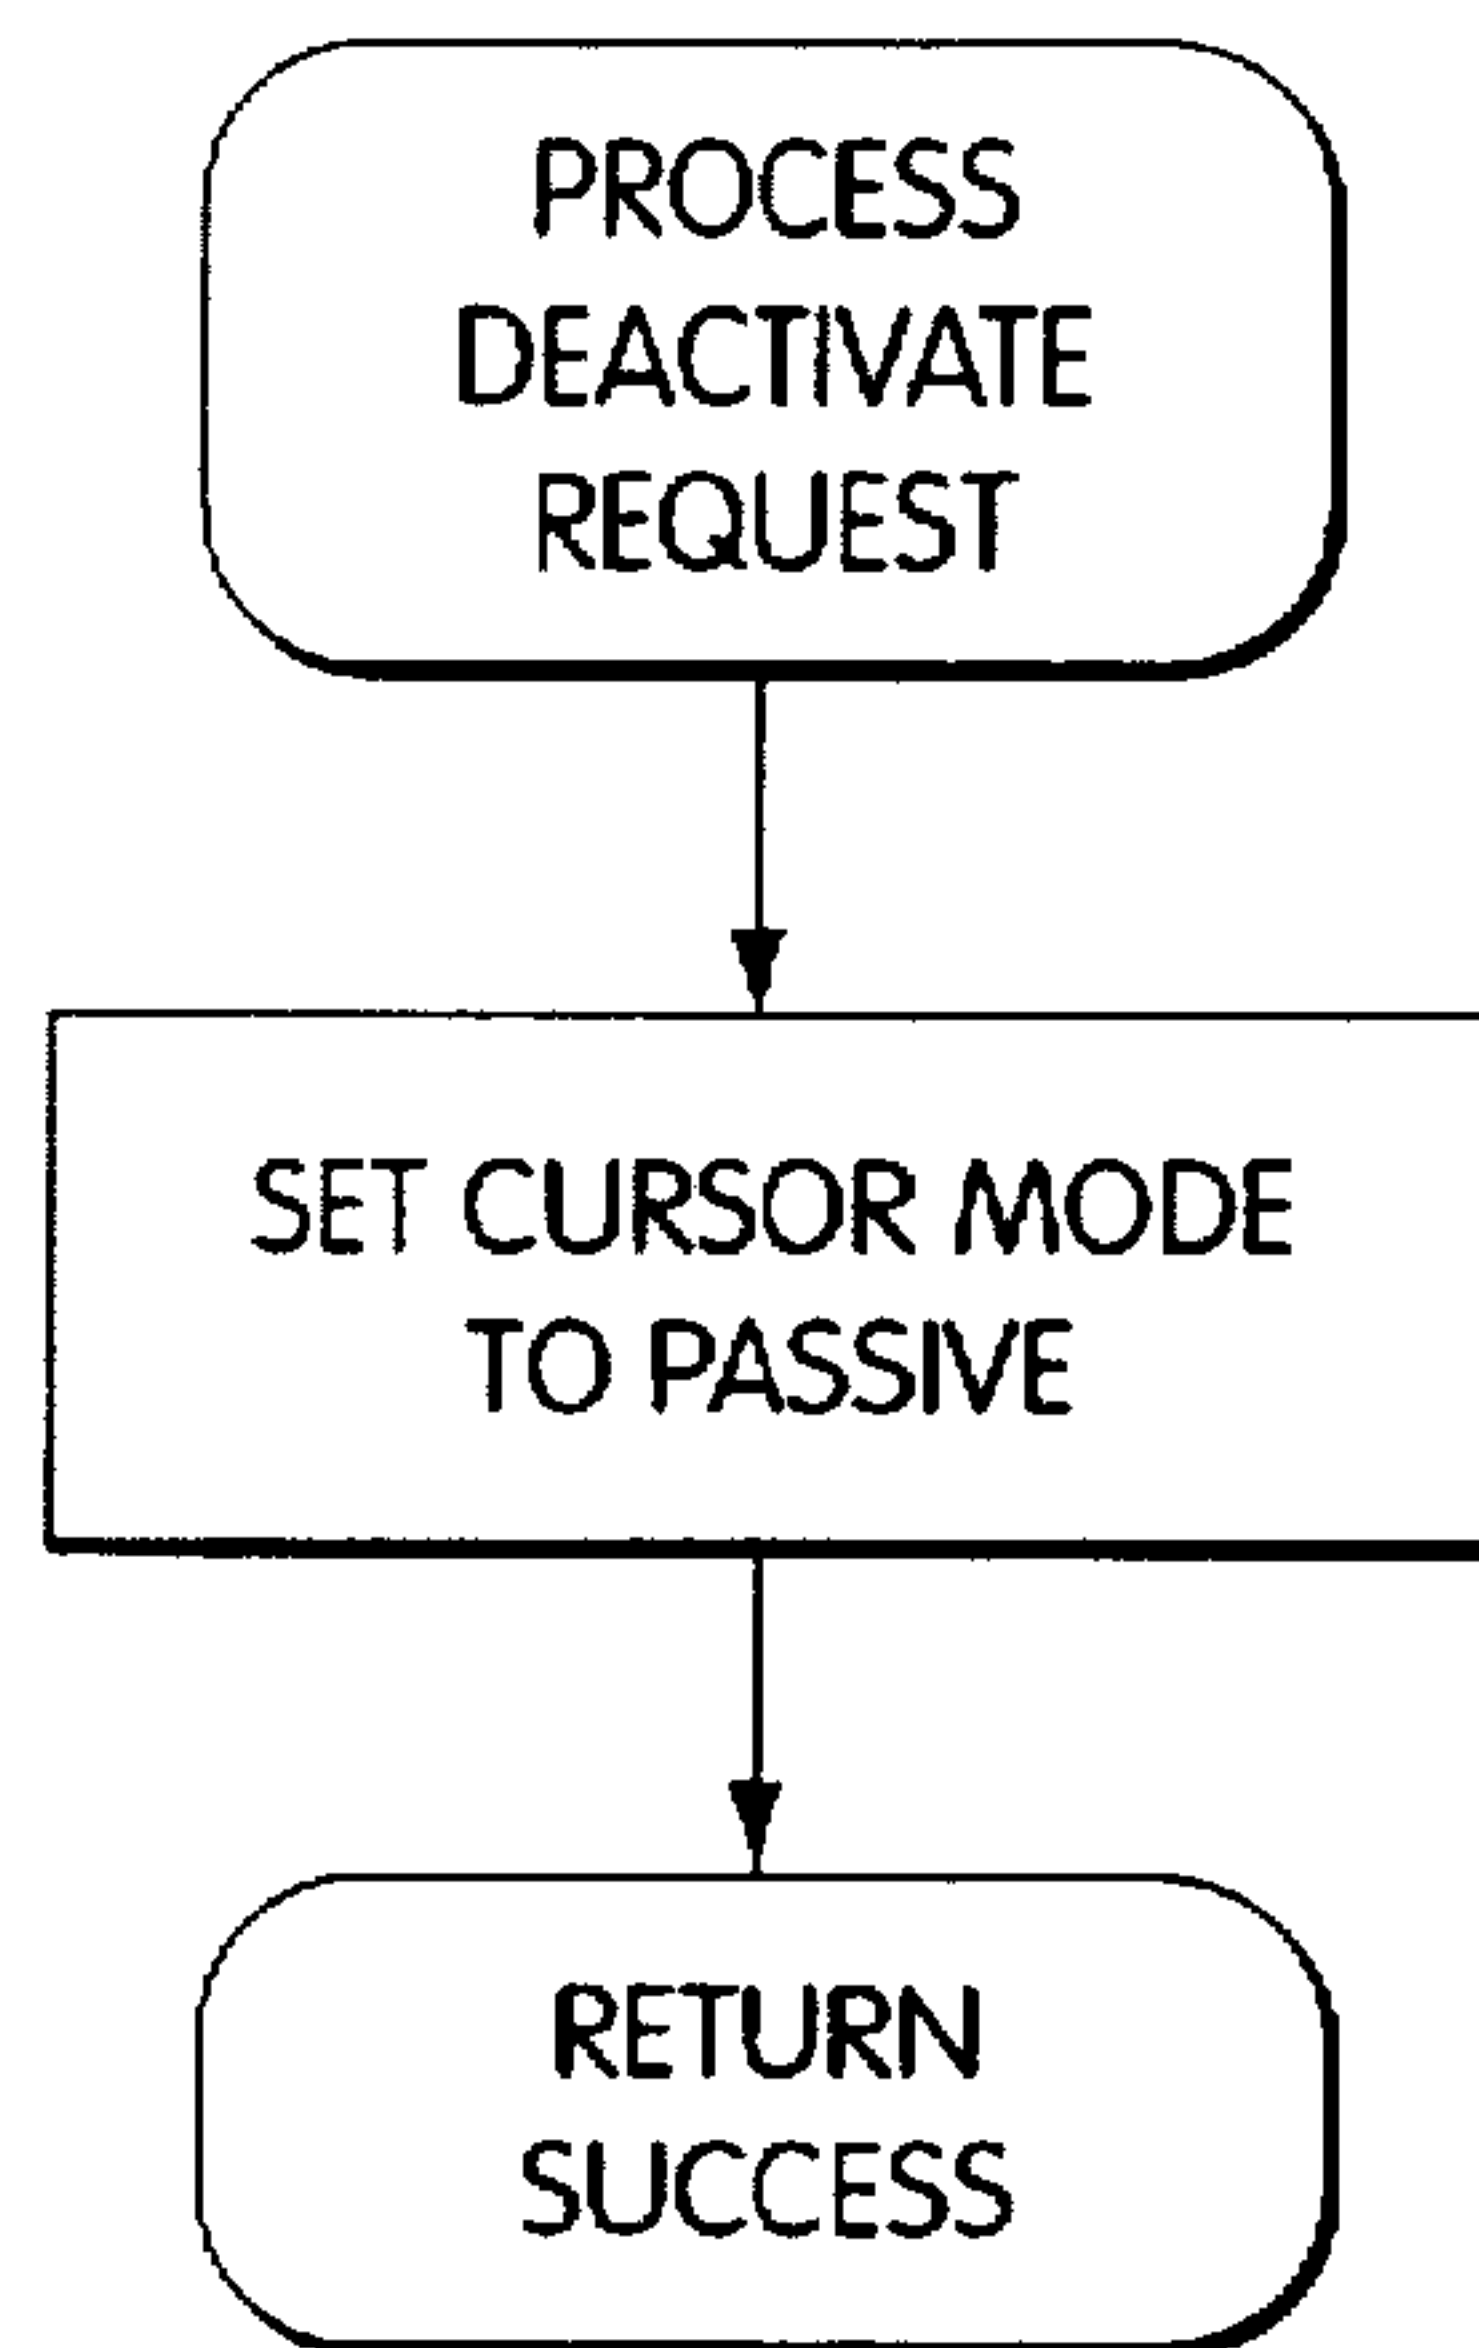 PROCESS
DEACTIVATE
REQUEST
SET CURSOR MODE
TO PASSIVE
RETURN
SUCCESS